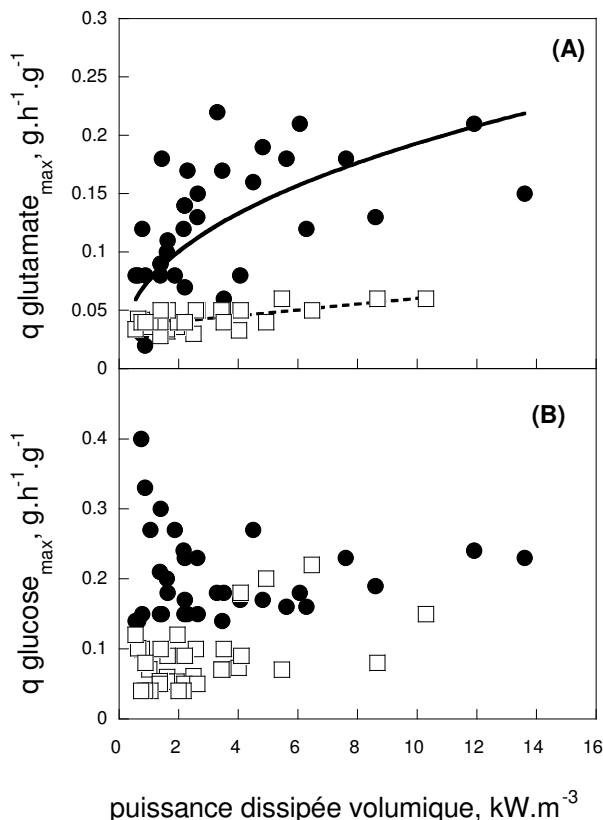 0.3
(A)
0.25
0.2
0.15
0.1
0.05
0
q glutamate_max, g.h⁻¹.g⁻¹
(B)
0.4
0.3
0.2
0.1
0
q glucose_max, g.h⁻¹.g⁻¹
0 2 4 6 8 10 12 14 16
puissance dissipée volumique, kW.m⁻³